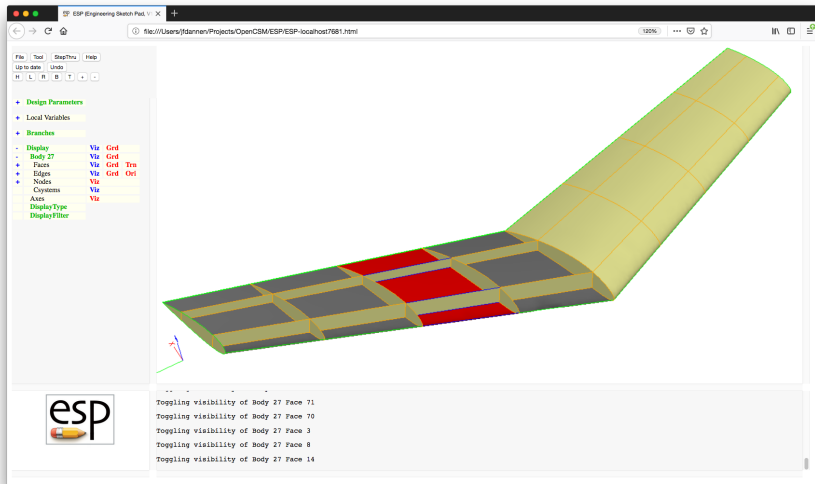 ESP (Engineering Sketch Pad, V
file:///Users/jfdannen/Projects/OpenCSM/ESP/ESP-localhost7681.html
120%
File Tool StepThru Help
Up to date Undo
H L R B T + -
+ Design Parameters
+ Local Variables
+ Branches
- Display Viz Grd
- Body 27 Viz Grd
+ Faces Viz Grd Trn
+ Edges Viz Grd Ori
+ Nodes Viz
Csystems Viz
Axes Viz
DisplayType
DisplayFilter
esp
Toggling visibility of Body 27 Face 71
Toggling visibility of Body 27 Face 70
Toggling visibility of Body 27 Face 3
Toggling visibility of Body 27 Face 8
Toggling visibility of Body 27 Face 14